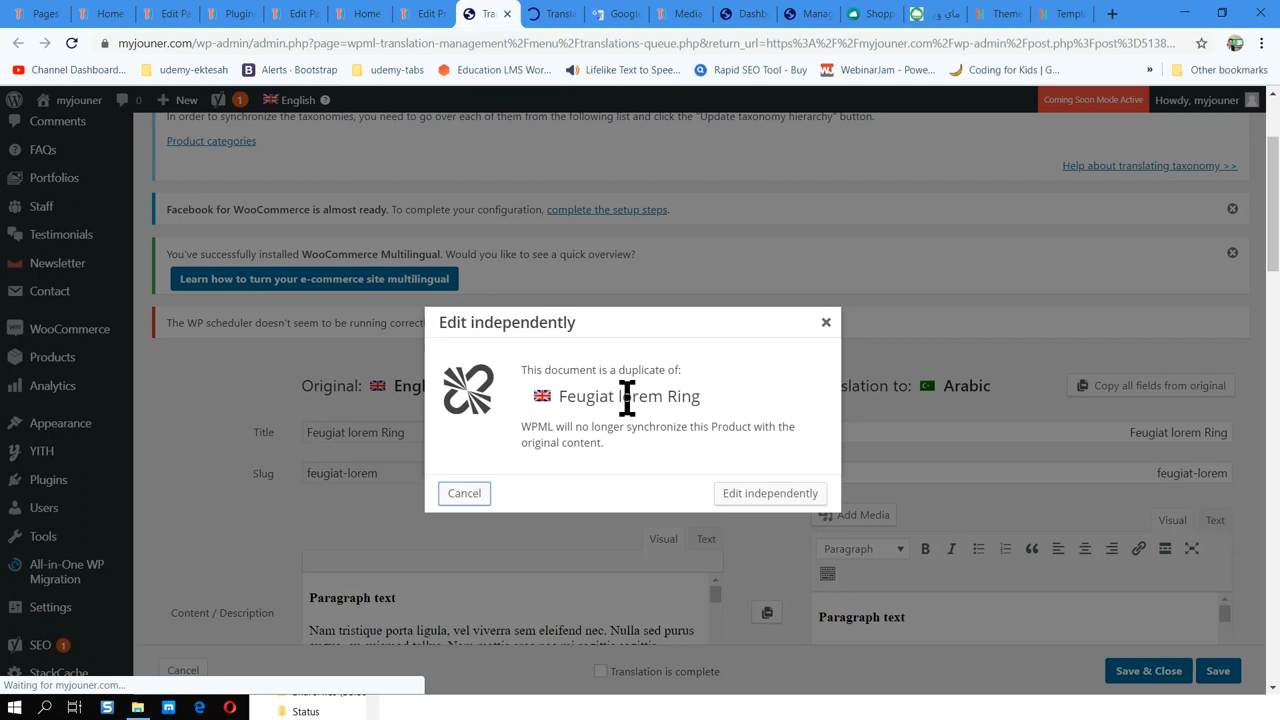 Pages
Edit Pa
Edit Pa
Plugin
Edit Pa
Home
Edit Pr
Tra
Transla
Google
Media
Dashb
Manag
Shopp
ماي وو
Theme
Templ
myjouner.com/wp-admin/admin.php?page=wpml-translation-management%2Fmenu%2Ftranslations-queue.php&return_url=https%3A%2F%2Fmyjouner.com%2Fwp-admin%2Fpost.php%3Fpost%3D5138...
Channel Dashboard...
udemy-ektesah
Alerts · Bootstrap
udemy-tabs
Education LMS Wor...
Lifelike Text to Spee...
Rapid SEO Tool - Buy
WebinarJam - Powe...
Coding for Kids | G...
»
Other bookmarks
myjouner
0
New
1
English
Coming Soon Mode Active
Howdy, myjouner
Comments
FAQs
Portfolios
Staff
Testimonials
Newsletter
Contact
WooCommerce
Products
Analytics
Appearance
YITH
Plugins
Users
Tools
All-in-One WP
Migration
Settings
SEO 1
StackCache
In order to synchronize the taxonomies, you need to go over each of them from the following list and click the "Update taxonomy hierarchy" button.
Product categories
Help about translating taxonomy >>
Facebook for WooCommerce is almost ready. To complete your configuration, complete the setup steps.
You've successfully installed WooCommerce Multilingual. Would you like to see a quick overview?
Learn how to turn your e-commerce site multilingual
The WP scheduler doesn't seem to be running correct
Original: Eng
lation to: Arabic
Copy all fields from original
Title
Feugiat lorem Ring
Feugiat lorem Ring
Slug
feugiat-lorem
feugiat-lorem
Edit independently
This document is a duplicate of:
Feugiat lorem Ring
WPML will no longer synchronize this Product with the
original content.
Cancel
Edit independently
Add Media
Visual
Text
Visual
Text
Paragraph
B
I
Content / Description
Paragraph text
Nam tristique porta ligula, vel viverra sem eleifend nec. Nulla sed purus
Paragraph text
Cancel
Translation is complete
Save & Close
Save
Waiting for myjouner.com...
Status